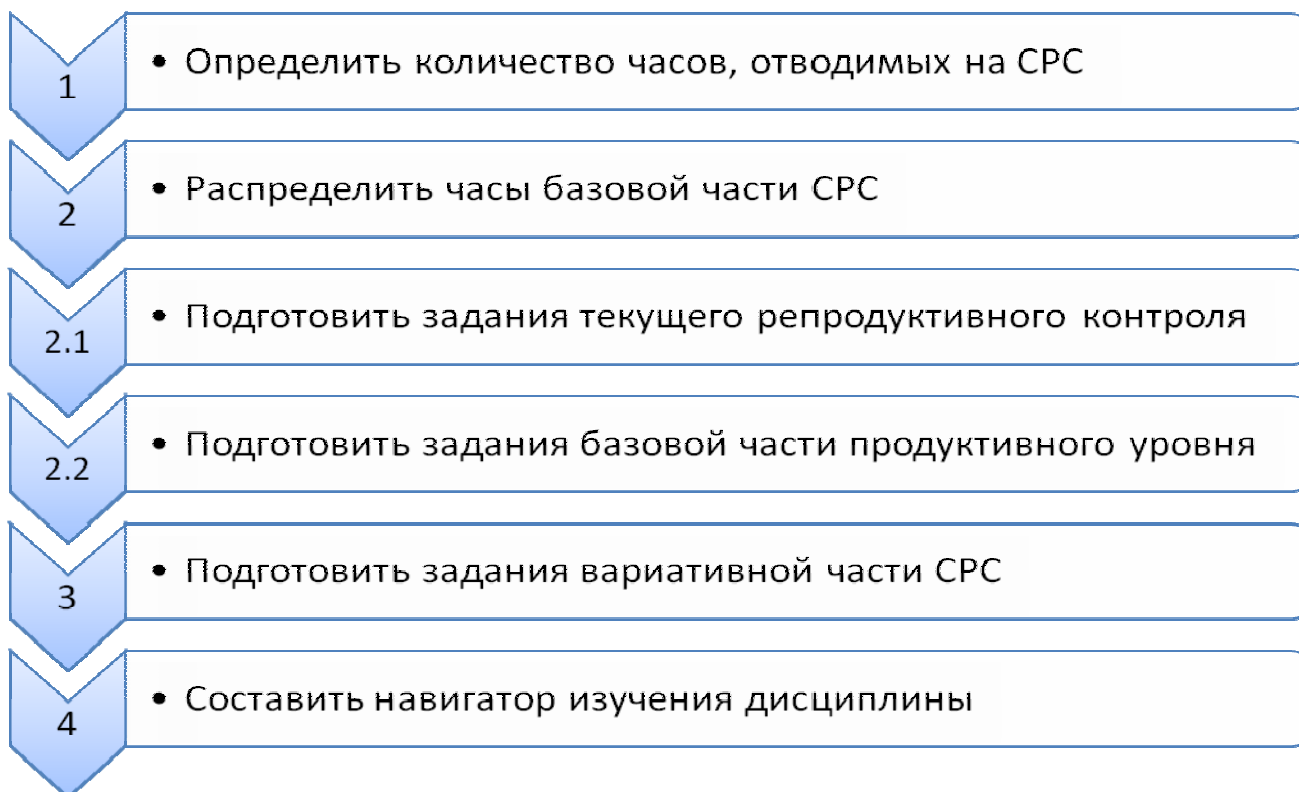 1 • Определить количество часов, отводимых на СРС
2 • Распределить часы базовой части СРС
2.1 • Подготовить задания текущего репродуктивного контроля
2.2 • Подготовить задания базовой части продуктивного уровня
3 • Подготовить задания вариативной части СРС
4 • Составить навигатор изучения дисциплины